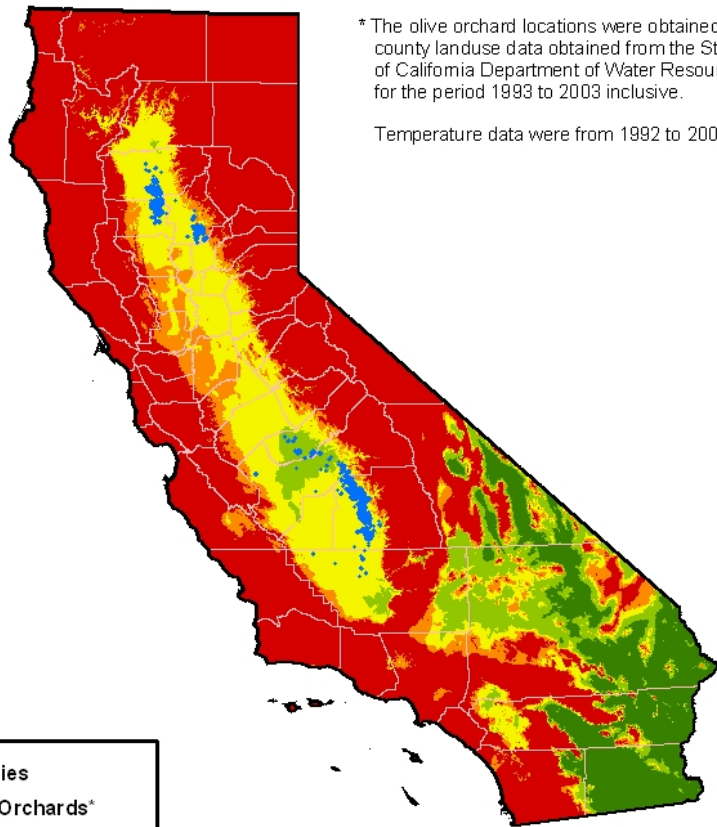 * The olive orchard locations were obtained
county landuse data obtained from the St
of California Department of Water Resour
for the period 1993 to 2003 inclusive.
Temperature data were from 1992 to 200
ies
Orchards*